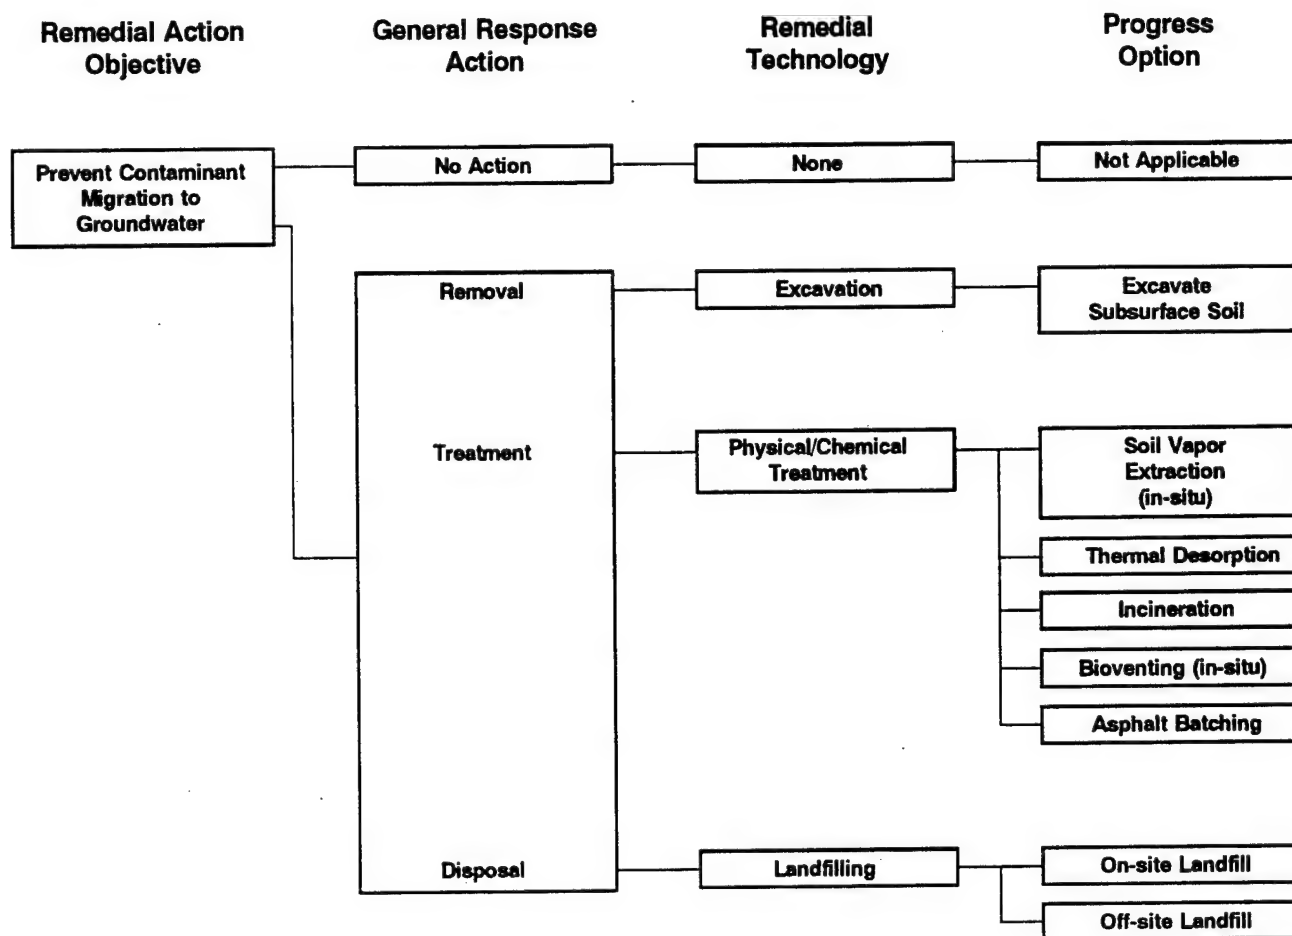 Remedial Action
Objective
General Response
Action
Remedial
Technology
Progress
Option
Prevent Contaminant
Migration to
Groundwater
No Action
None
Not Applicable
Removal
Excavation
Excavate
Subsurface Soil
Treatment
Physical/Chemical
Treatment
Soil Vapor
Extraction
(in-situ)
Thermal Desorption
Incineration
Bioventing (in-situ)
Asphalt Batching
Disposal
Landfilling
On-site Landfill
Off-site Landfill